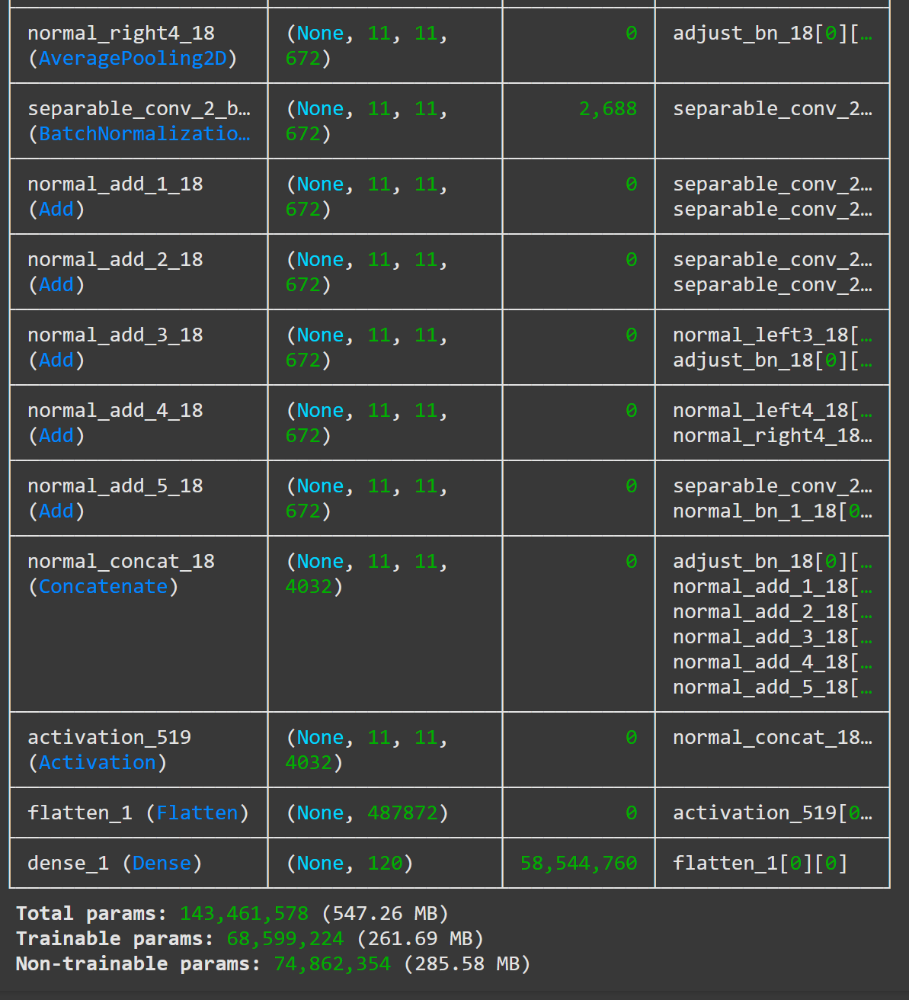 normal_right4_18 (None, 11, 11, 0 adjust_bn_18[0][…
(AveragePooling2D) 672)
separable_conv_2_b… (None, 11, 11, 2,688 separable_conv_2…
(BatchNormalizatio… 672)
normal_add_1_18 (None, 11, 11, 0 separable_conv_2…
(Add) 672) separable_conv_2…
normal_add_2_18 (None, 11, 11, 0 separable_conv_2…
(Add) 672) separable_conv_2…
normal_add_3_18 (None, 11, 11, 0 normal_left3_18[…
(Add) 672) adjust_bn_18[0][…
normal_add_4_18 (None, 11, 11, 0 normal_left4_18[…
(Add) 672) normal_right4_18…
normal_add_5_18 (None, 11, 11, 0 separable_conv_2…
(Add) 672) normal_bn_1_18[0…
normal_concat_18 (None, 11, 11, 0 adjust_bn_18[0][…
(Concatenate) 4032) normal_add_1_18[…
normal_add_2_18[…
normal_add_3_18[…
normal_add_4_18[…
normal_add_5_18[…
activation_519 (None, 11, 11, 0 normal_concat_18…
(Activation) 4032)
flatten_1 (Flatten) (None, 487872) 0 activation_519[0…
dense_1 (Dense) (None, 120) 58,544,760 flatten_1[0][0]
Total params: 143,461,578 (547.26 MB)
Trainable params: 68,599,224 (261.69 MB)
Non-trainable params: 74,862,354 (285.58 MB)